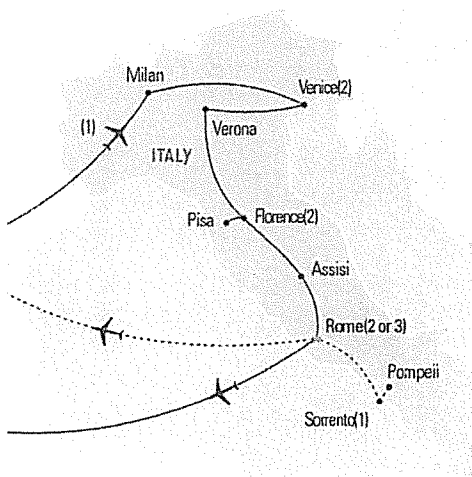 Milan
Venice(2)
(1)
Verona
ITALY
Pisa
Florence(2)
Assisi
Rome(2 or 3)
Pompeii
Sorrento(1)